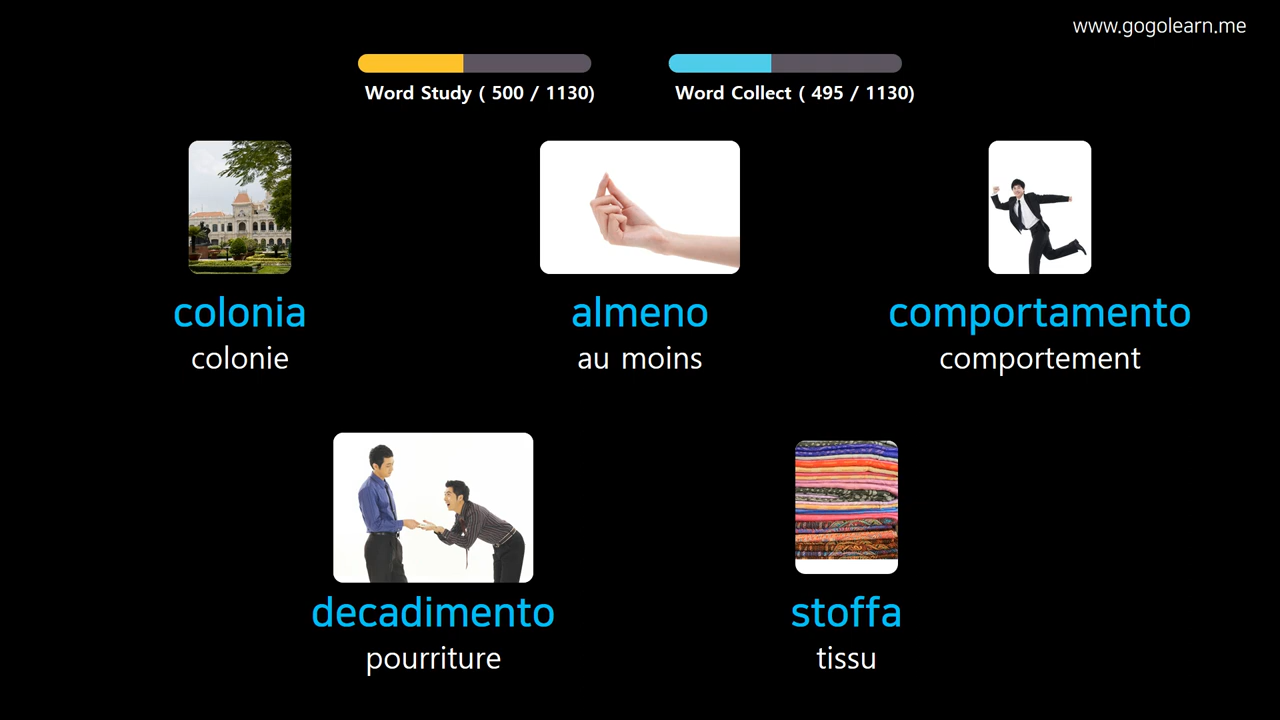 www.gogolearn.me
Word Study ( 500 / 1130)
Word Collect ( 495 / 1130)
colonia
colonie
almeno
au moins
comportamento
comportement
decadimento
pourriture
stoffa
tissu